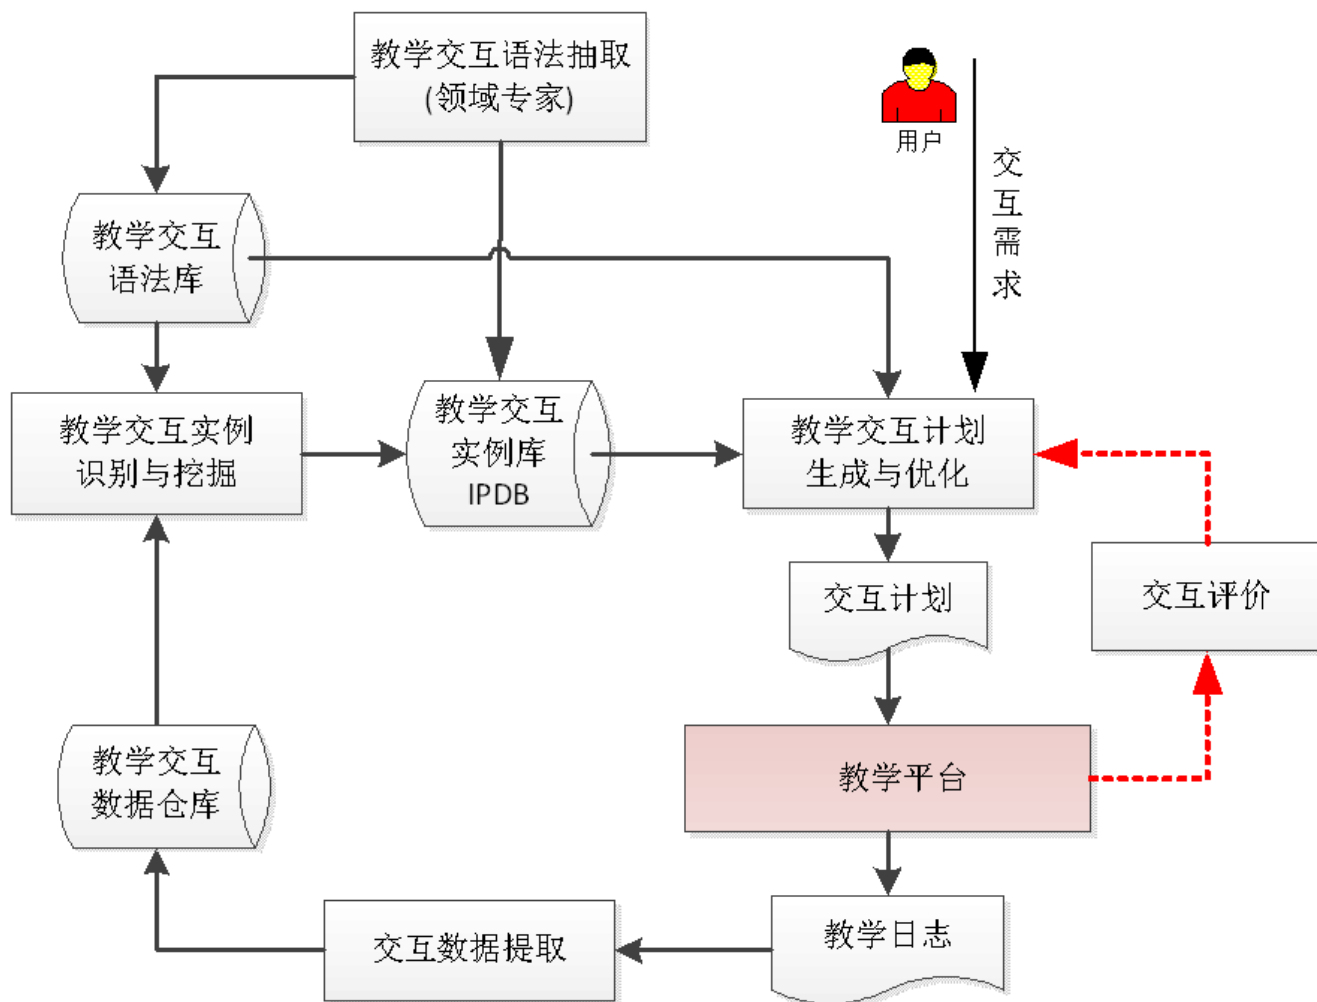 教学交互语法抽取
(领域专家)
用户
交互需求
教学交互
语法库
教学交互实例
识别与挖掘
教学交互
实例库
IPDB
教学交互计划
生成与优化
交互计划
交互评价
教学交互
数据仓库
教学平台
交互数据提取
教学日志